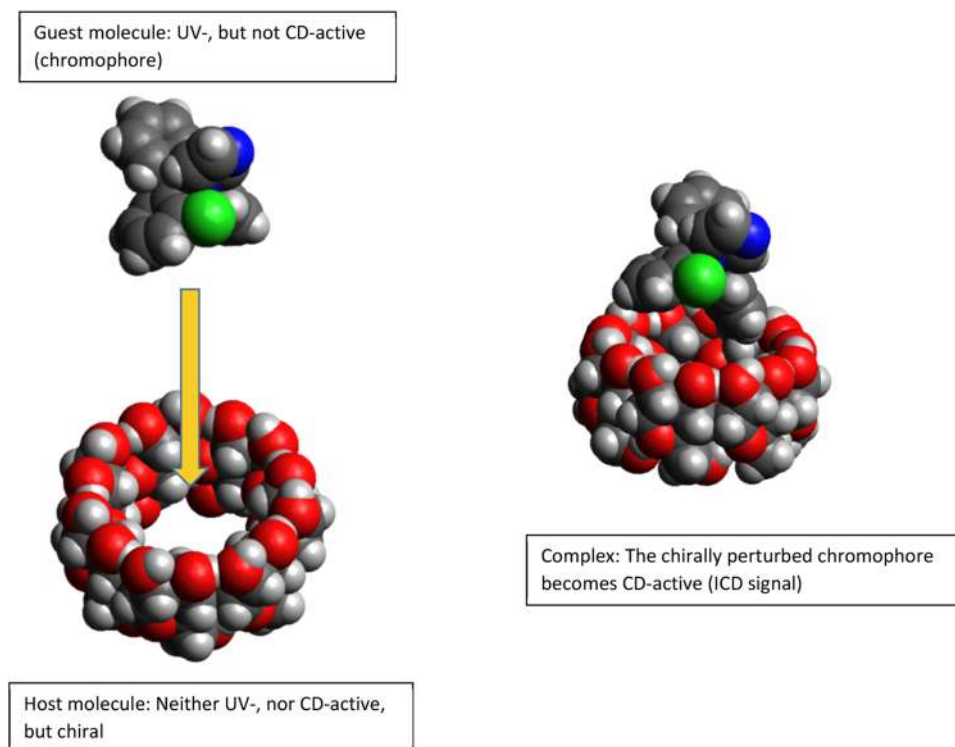 Guest molecule: UV-, but not CD-active
(chromophore)
Complex: The chirally perturbed chromophore
becomes CD-active (ICD signal)
Host molecule: Neither UV-, nor CD-active,
but chiral